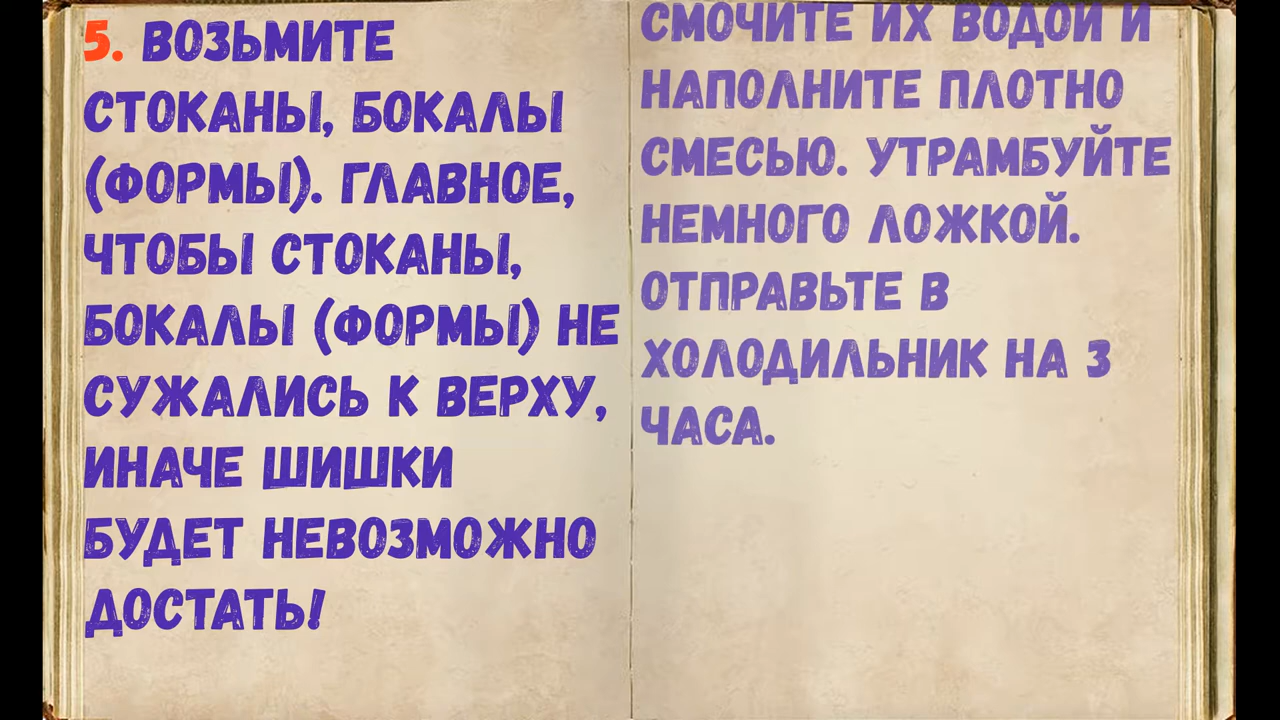 5. ВОЗЬМИТЕ
СТОКАНЫ, БОКАЛЫ
(ФОРМЫ). ГЛАВНОЕ,
ЧТОБЫ СТОКАНЫ,
БОКАЛЫ (ФОРМЫ) НЕ
СУЖАЛИСЬ К ВЕРХУ,
ИНАЧЕ ШИШКИ
БУДЕТ НЕВОЗМОЖНО
ДОСТАТЬ!
СМОЧИТЕ ИХ ВОДОЙ И
НАПОЛНИТЕ ПЛОТНО
СМЕСЬЮ. УТРАМБУЙТЕ
НЕМНОГО ЛОЖКОЙ.
ОТПРАВЬТЕ В
ХОЛОДИЛЬНИК НА 3
ЧАСА.